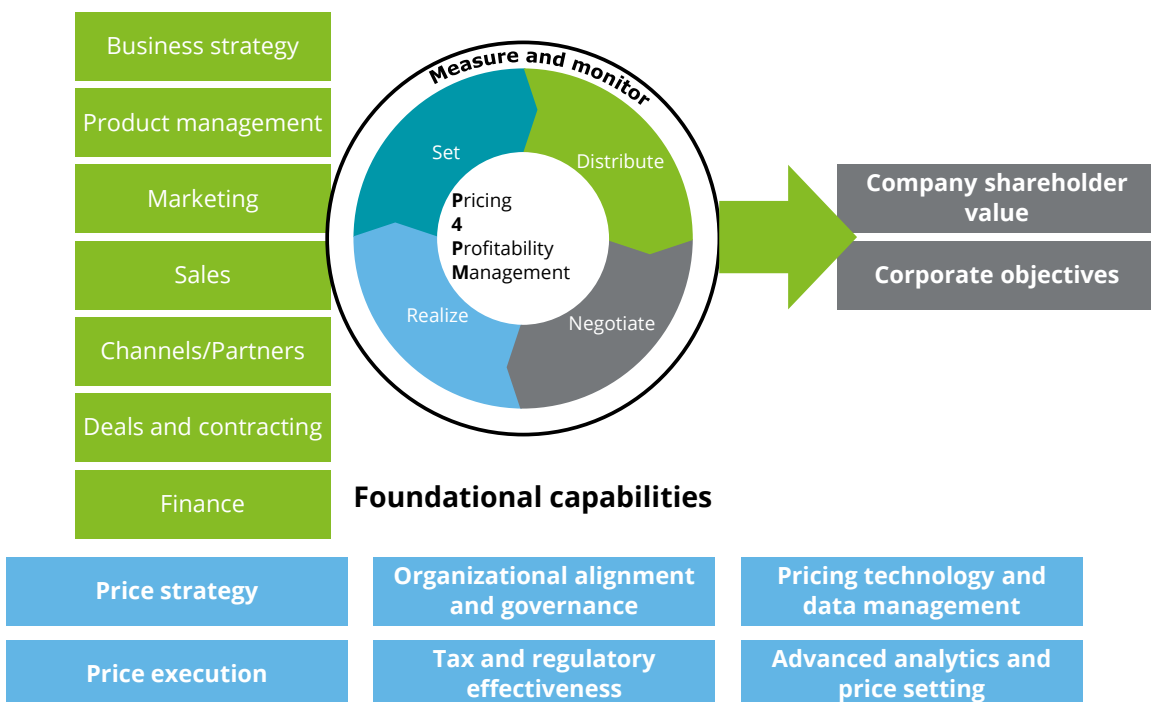 Business strategy
Product management
Marketing
Sales
Channels/Partners
Deals and contracting
Finance
Measure and monitor
Set
Distribute
Pricing
4
Profitability
Management
Realize
Negotiate
Company shareholder
value
Corporate objectives
Foundational capabilities
Price strategy
Organizational alignment
and governance
Pricing technology and
data management
Price execution
Tax and regulatory
effectiveness
Advanced analytics and
price setting